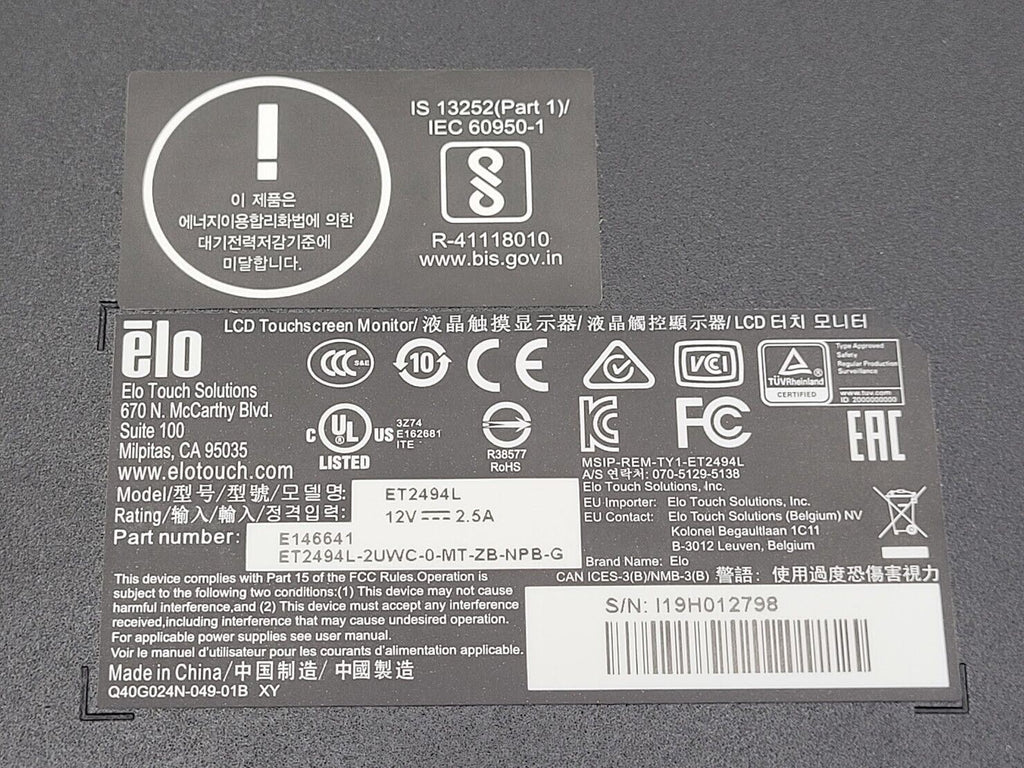 이 제품은
에너지이용합리화법에 의한
대기전력저감기준에
미달합니다.
IS 13252(Part 1)/
IEC 60950-1
R-41118010
www.bis.gov.in
elo
LCD Touchscreen Monitor/ 液晶触摸显示器/ 液晶觸控顯示器/ LCD 터치 모니터
Elo Touch Solutions
670 N. McCarthy Blvd.
Suite 100
Milpitas, CA 95035
www.elotouch.com
CCC S&E
10
CE
VCI
TÜVRheinland
CERTIFIED
Type Approved
Safety
Regular Production
Surveillance
www.tuv.com
ID 2000000000
c UL US
LISTED
3Z74
E162681
ITE
R38577
RoHS
KC
FC
EAC
MSIP-REM-TY1-ET2494L
A/S 연락처: 070-5129-5138
Elo Touch Solutions, Inc.
EU Importer: Elo Touch Solutions, Inc.
EU Contact: Elo Touch Solutions (Belgium) NV
Kolonel Begaultlaan 1C11
B-3012 Leuven, Belgium
Brand Name: Elo
CAN ICES-3(B)/NMB-3(B) 警語: 使用過度恐傷害視力
Model/型号/型號/모델명: ET2494L
Rating/输入/輸入/정격입력: 12V 2.5A
Part number: E146641
ET2494L-2UWC-0-MT-ZB-NPB-G
This device complies with Part 15 of the FCC Rules.Operation is
subject to the following two conditions:(1) This device may not cause
harmful interference,and (2) This device must accept any interference
received,including interference that may cause undesired operation.
For applicable power supplies see user manual.
Voir le manuel d'utilisateur pour les courants d'alimentation applicable.
Made in China/ 中国制造/ 中國製造
Q40G024N-049-01B XY
S/N: I19H012798